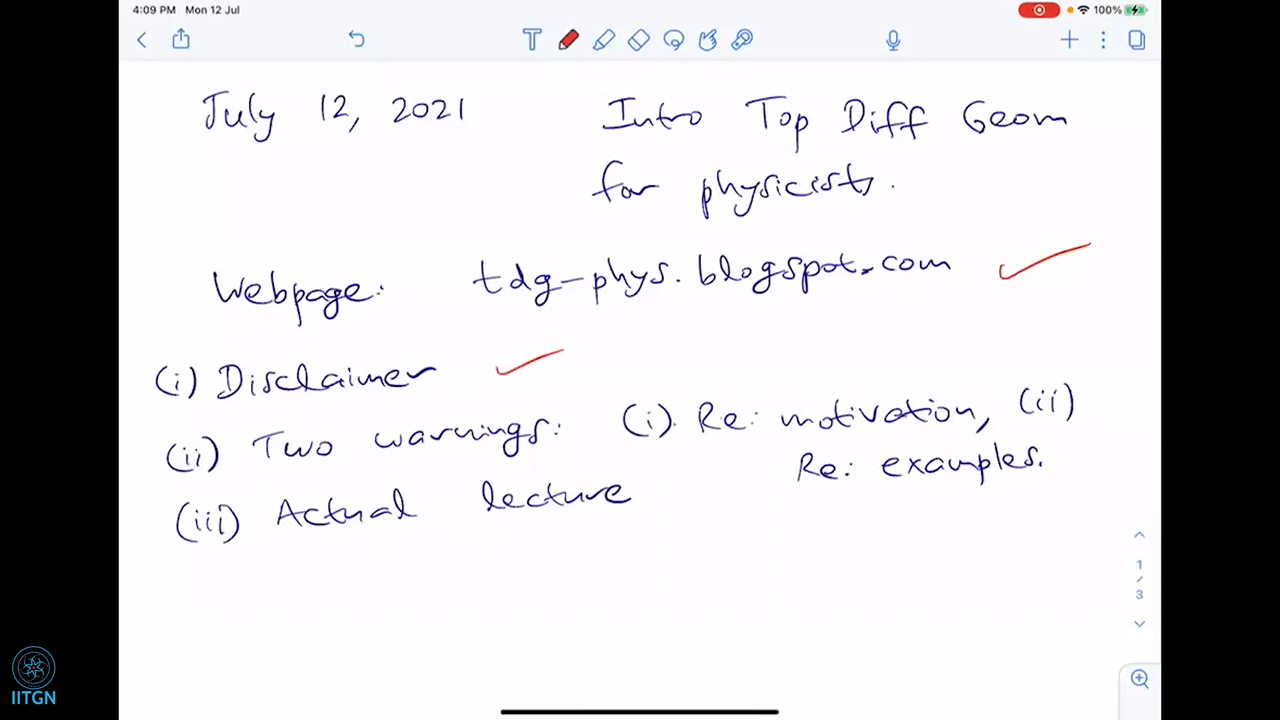 4:09 PM Mon 12 Jul
100%
July 12, 2021
Intro Top Diff Geom
for physicists.
Webpage: tdg-phys.blogspot.com
(i) Disclaimer
(ii) Two warnings: (i). Re: motivation, (ii)
Re: examples.
(iii) Actual lecture
1
/
3
IITGN